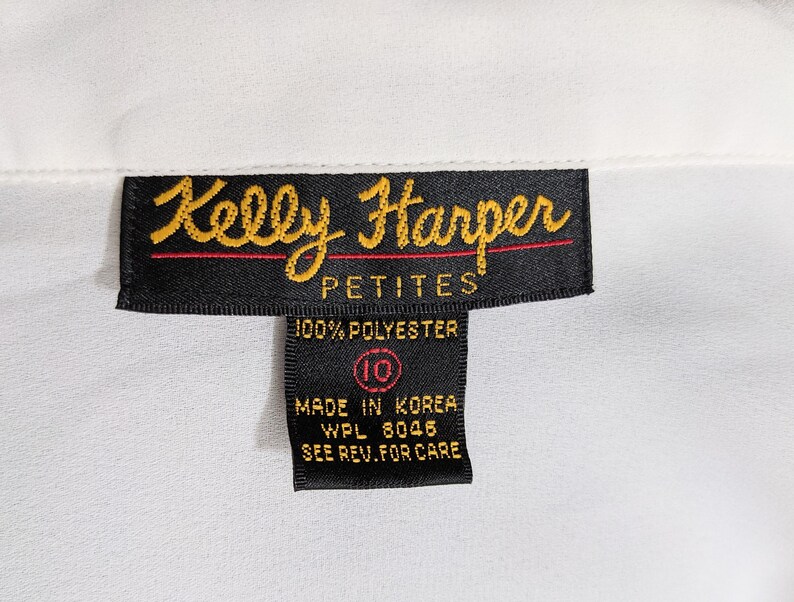 Kelly Harper
PETITES
100% POLYESTER
10
MADE IN KOREA
WPL 8046
SEE REV. FOR CARE